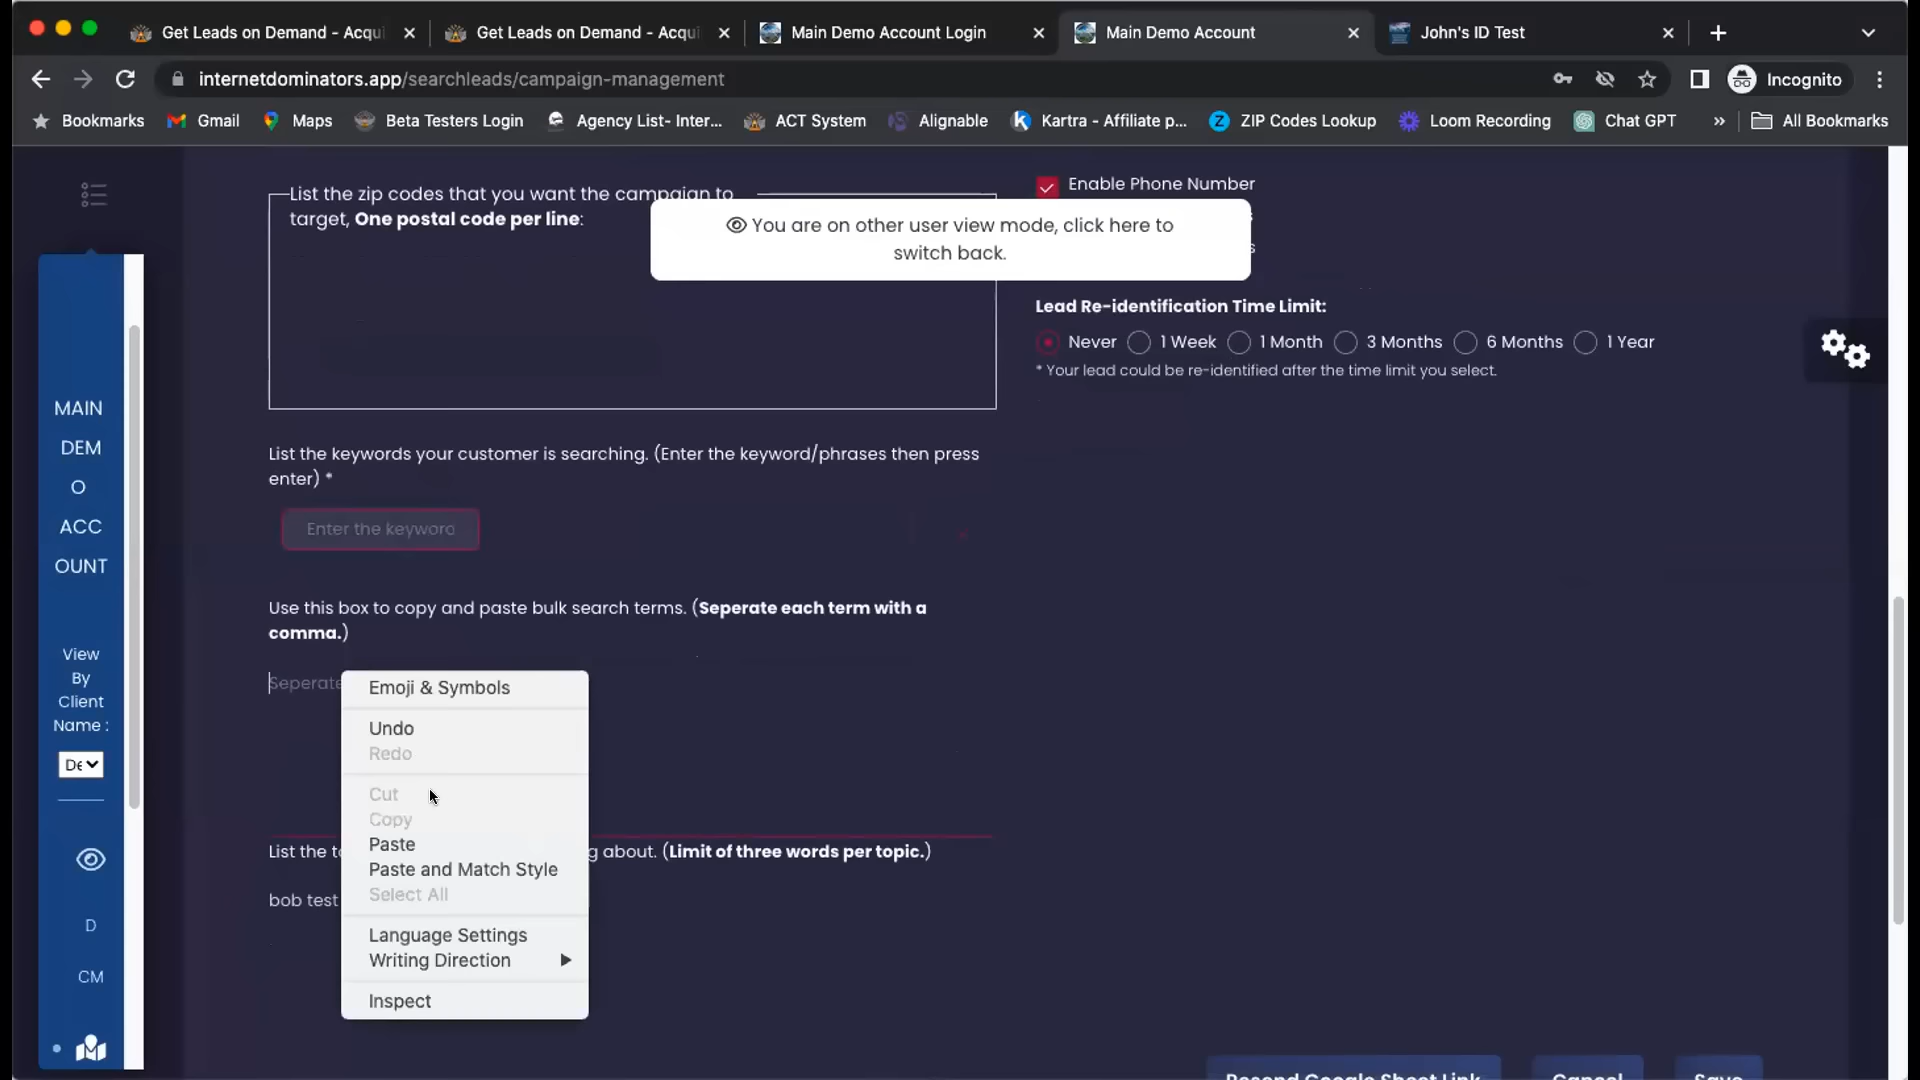 Get Leads on Demand - Acqui
Get Leads on Demand - Acqui
Main Demo Account Login
Main Demo Account
John's ID Test
internetdominators.app/searchleads/campaign-management
Incognito
Bookmarks
Gmail
Maps
Beta Testers Login
Agency List- Inter...
ACT System
Alignable
Kartra - Affiliate p...
ZIP Codes Lookup
Loom Recording
Chat GPT
»
All Bookmarks
List the zip codes that you want the campaign to
target, One postal code per line:
Enable Phone Number
You are on other user view mode, click here to
switch back.
Lead Re-identification Time Limit:
Never
1 Week
1 Month
3 Months
6 Months
1 Year
* Your lead could be re-identified after the time limit you select.
MAIN
DEM
O
ACC
OUNT
View
By
Client
Name :
De
D
CM
List the keywords your customer is searching. (Enter the keyword/phrases then press
enter) *
Enter the keyword
Use this box to copy and paste bulk search terms. (Seperate each term with a
comma.)
Seperate
Emoji & Symbols
Undo
Redo
Cut
Copy
Paste
Paste and Match Style
Select All
Language Settings
Writing Direction
Inspect
List the
g about. (Limit of three words per topic.)
bob test
Resend Google Sheet Link
Cancel
Save